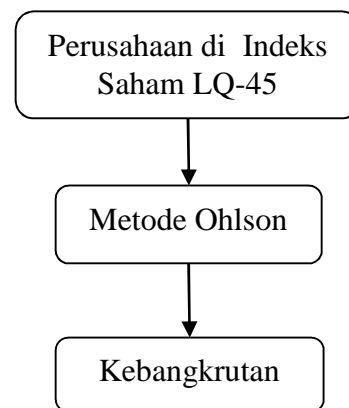 Perusahaan di Indeks
Saham LQ-45
Metode Ohlson
Kebangkrutan